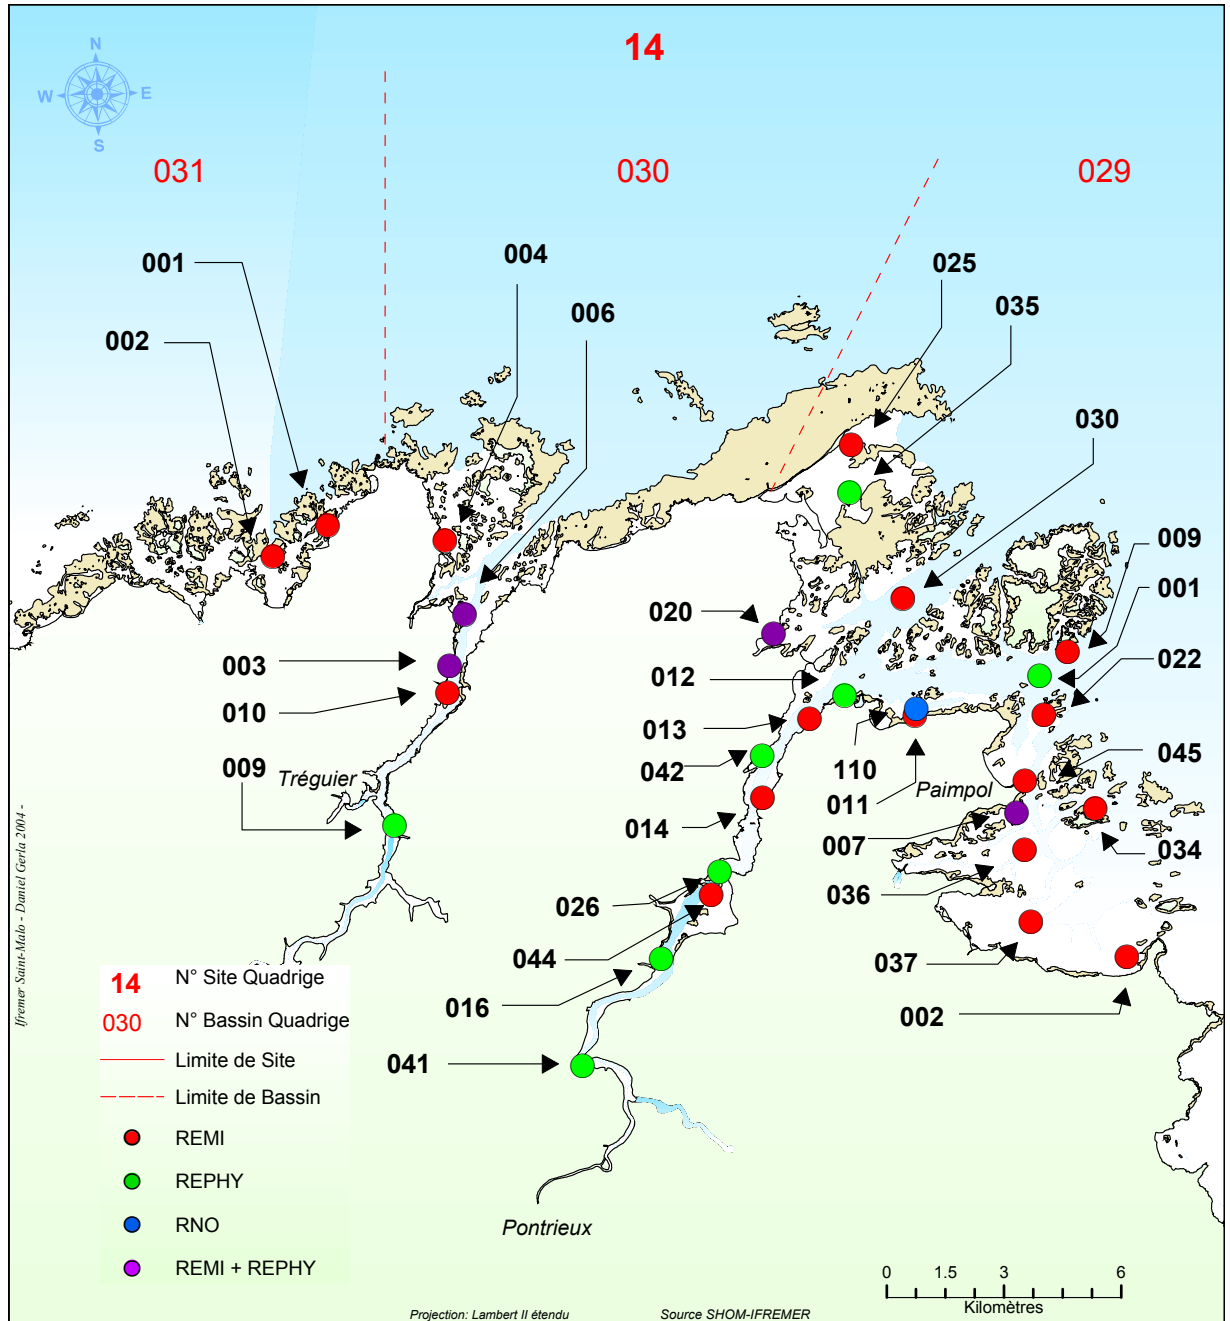 14
N
W E
S
031
030
029
001
004
025
002
006
035
030
009
001
020
003
012
022
010
013
009
Tréguier
042
110
045
Paimpol
011
014
007
034
036
026
044
037
016
002
041
Pontrieux
Ifremer Saint-Malo - Daniel Gerla 2004 -
14 N° Site Quadrige
030 N° Bassin Quadrige
Limite de Site
Limite de Bassin
REMI
REPHY
RNO
REMI + REPHY
0 1.5 3 6
Kilomètres
Projection: Lambert II étendu
Source SHOM-IFREMER